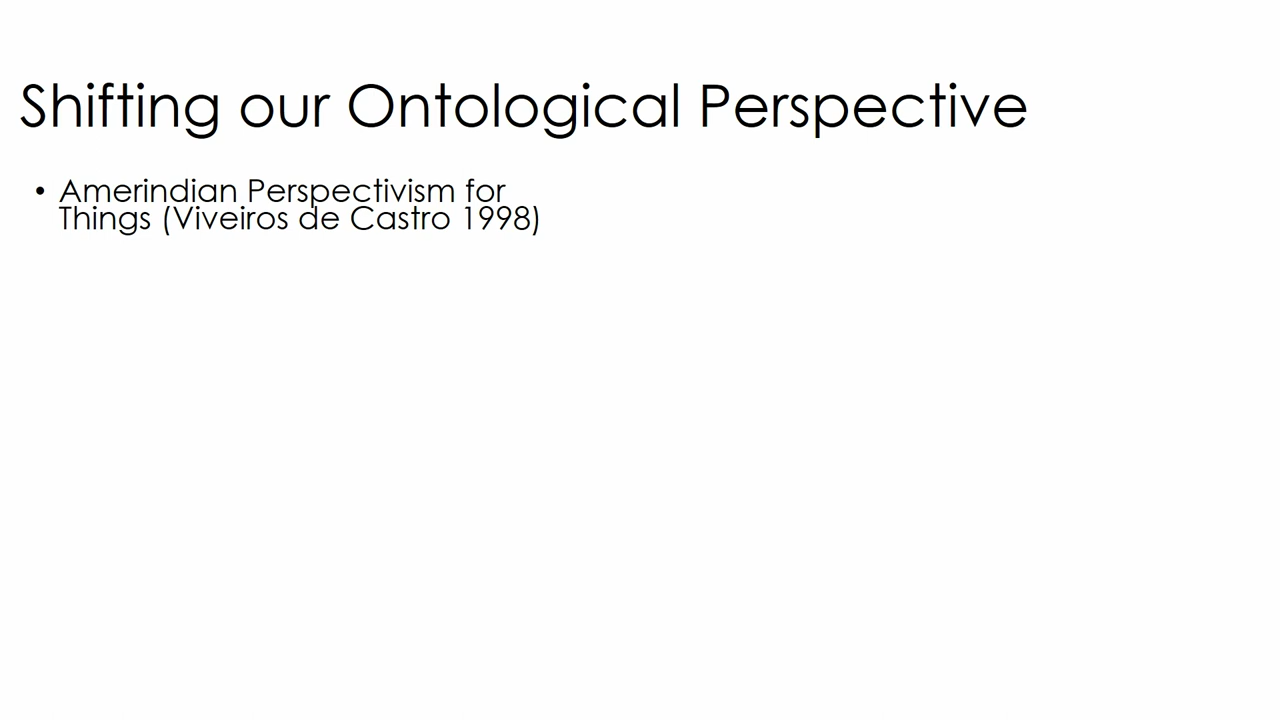 Shifting our Ontological Perspective
• Amerindian Perspectivism for
Things (Viveiros de Castro 1998)